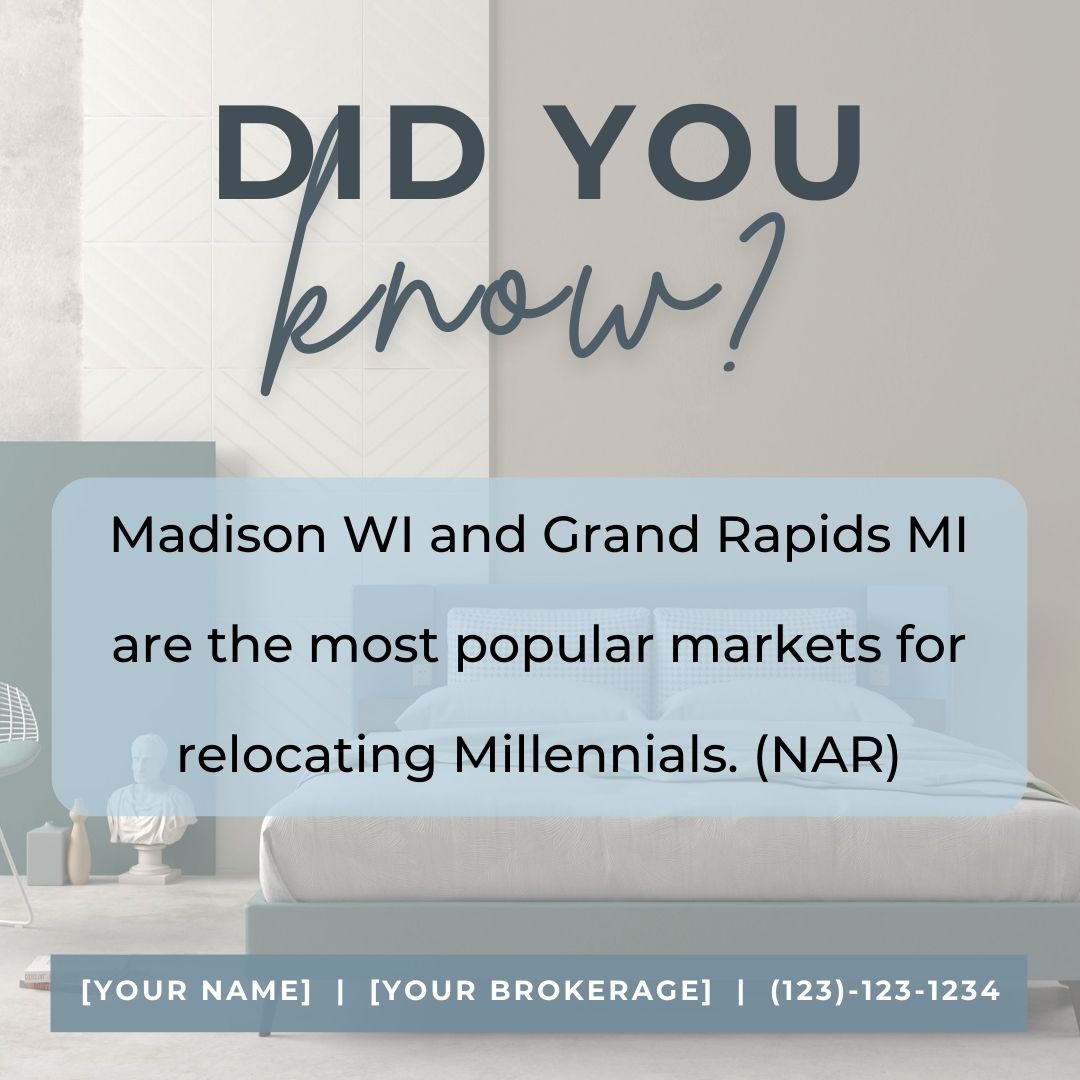 DID YOU
know?
Madison WI and Grand Rapids MI
are the most popular markets for
relocating Millennials. (NAR)
[YOUR NAME] | [YOUR BROKERAGE] | (123)-123-1234